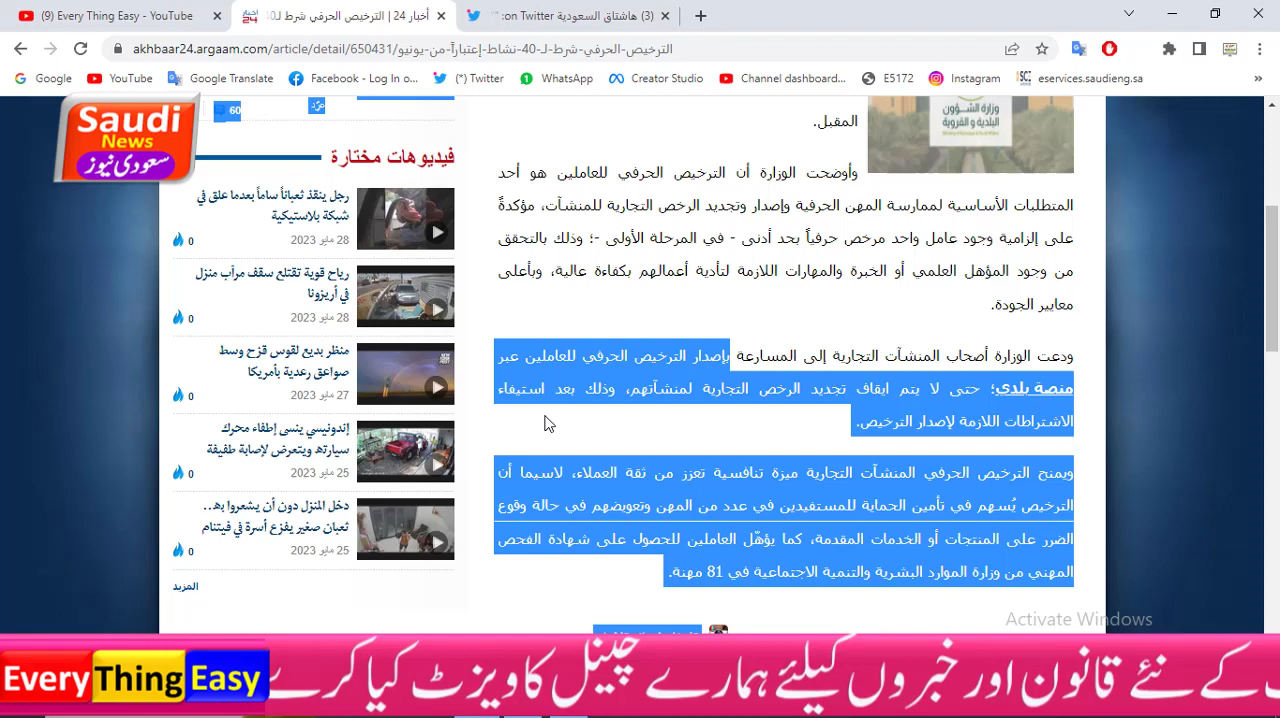 (9) Every Thing Easy - YouTube
أخبار 24 | الترخيص الحرفي شرط لـ40
(3) هاشتاق السعودية on Twitter:
akhbaar24.argaam.com/article/detail/650431/الترخيص-الحرفي-شرط-لـ-40-نشاط-إعتباراً-من-يونيو
Google
YouTube
Google Translate
Facebook - Log In o...
(*) Twitter
WhatsApp
Creator Studio
Channel dashboard...
E5172
Instagram
eservices.saudieng.sa
»
Saudi
News
سعودی نیوز
60
مرّد
فيديوهات مختارة
رجل ينقذ ثعباناً ساماً بعدما علق في
شبكة بلاستيكية
28 مايو 2023
0
رياح قوية تقتلع سقف مرآب منزل
في أريزونا
28 مايو 2023
0
منظر بديع لقوس قزح وسط
صواعق رعدية بأمريكا
27 مايو 2023
0
إندونيسي ينسى إطفاء محرك
سيارته ويتعرض لإصابة طفيفة
25 مايو 2023
0
دخل المنزل دون أن يشعروا به..
ثعبان صغير يفزع أسرة في فيتنام
25 مايو 2023
0
المزيد
وزارة الشؤون
البلدية و القروية
المقبل.
وأوضحت الوزارة أن الترخيص الحرفي للعاملين هو أحد
المتطلبات الأساسية لممارسة المهن الحرفية وإصدار وتجديد الرخص التجارية للمنشآت، مؤكدةً
على إلزامية وجود عامل واحد مرخص حرفياً بحد أدنى - في المرحلة الأولى -؛ وذلك بالتحقق
من وجود المؤهل العلمي أو الخبرة والمهارات اللازمة لتأدية أعمالهم بكفاءة عالية، وبأعلى
معايير الجودة.
ودعت الوزارة أصحاب المنشآت التجارية إلى المسارعة بإصدار الترخيص الحرفي للعاملين عبر
منصة بلدي؛ حتى لا يتم ايقاف تجديد الرخص التجارية لمنشآتهم، وذلك بعد استيفاء
الاشتراطات اللازمة لإصدار الترخيص.
ويمنح الترخيص الحرفي المنشآت التجارية ميزة تنافسية تعزز من ثقة العملاء، لاسيما أن
الترخيص يُسهم في تأمين الحماية للمستفيدين في عدد من المهن وتعويضهم في حالة وقوع
الضرر على المنتجات أو الخدمات المقدمة، كما يؤهّل العاملين للحصول على شهادة الفحص
المهني من وزارة الموارد البشرية والتنمية الاجتماعية في 81 مهنة.
Activate Windows
Every Thing Easy
کے نئے قانون اور خبروں کیلئے ہمارے چینل کا ویزٹ کیا کرے